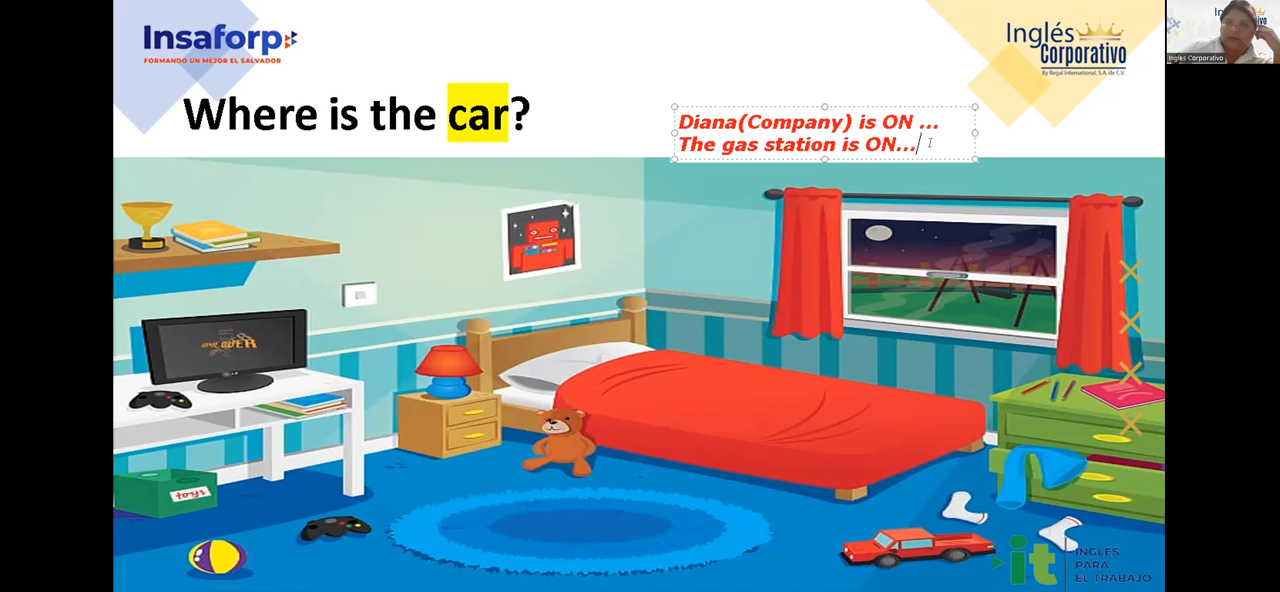 Insaforp
FORMANDO UN MEJOR EL SALVADOR
Inglés
Corporativo
By Regal International, S.A. de C.V.
Ingles Corporativo
Where is the car?
Diana(Company) is ON ...
The gas station is ON...
toys
it
INGLES
PARA
EL TRABAJO